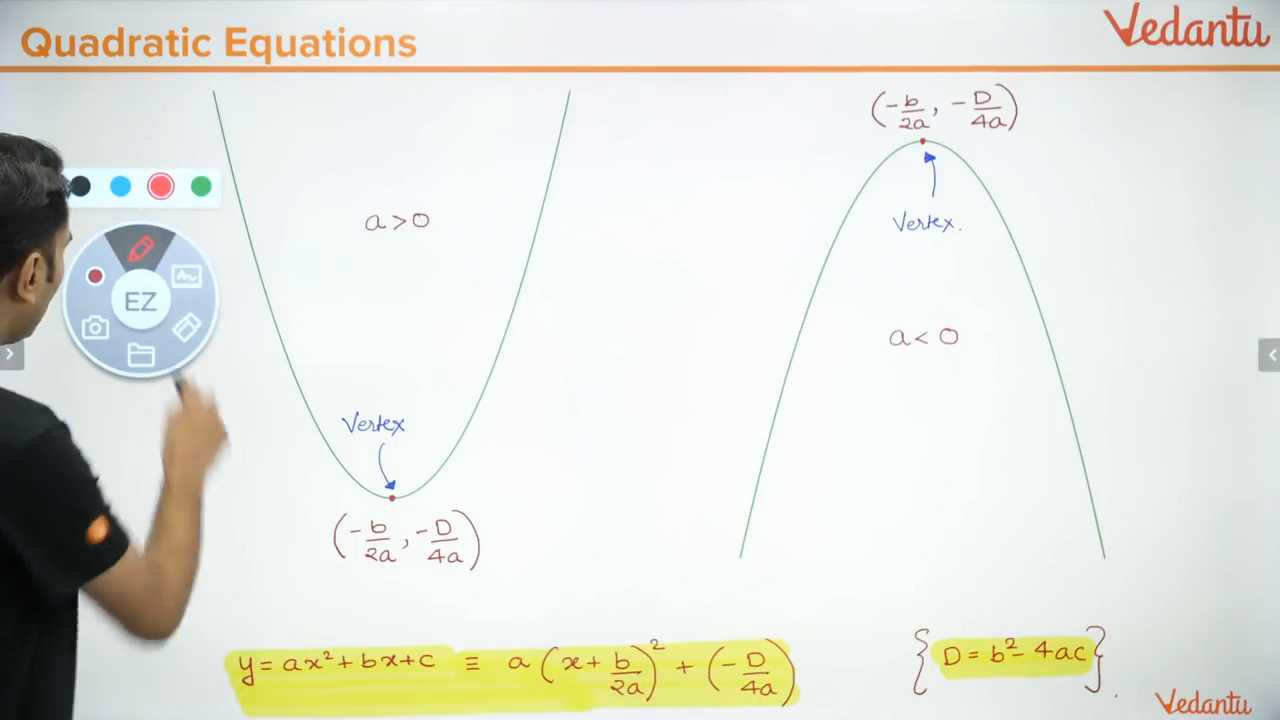 Quadratic Equations
Vedantu
(-b/2a, -D/4a)
a > 0
Vertex.
EZ
a < 0
Vertex
(-b/2a, -D/4a)
y = ax² + bx + c ≡ a (x + b/2a)² + (-D/4a)
{ D = b² - 4ac }.
Vedantu